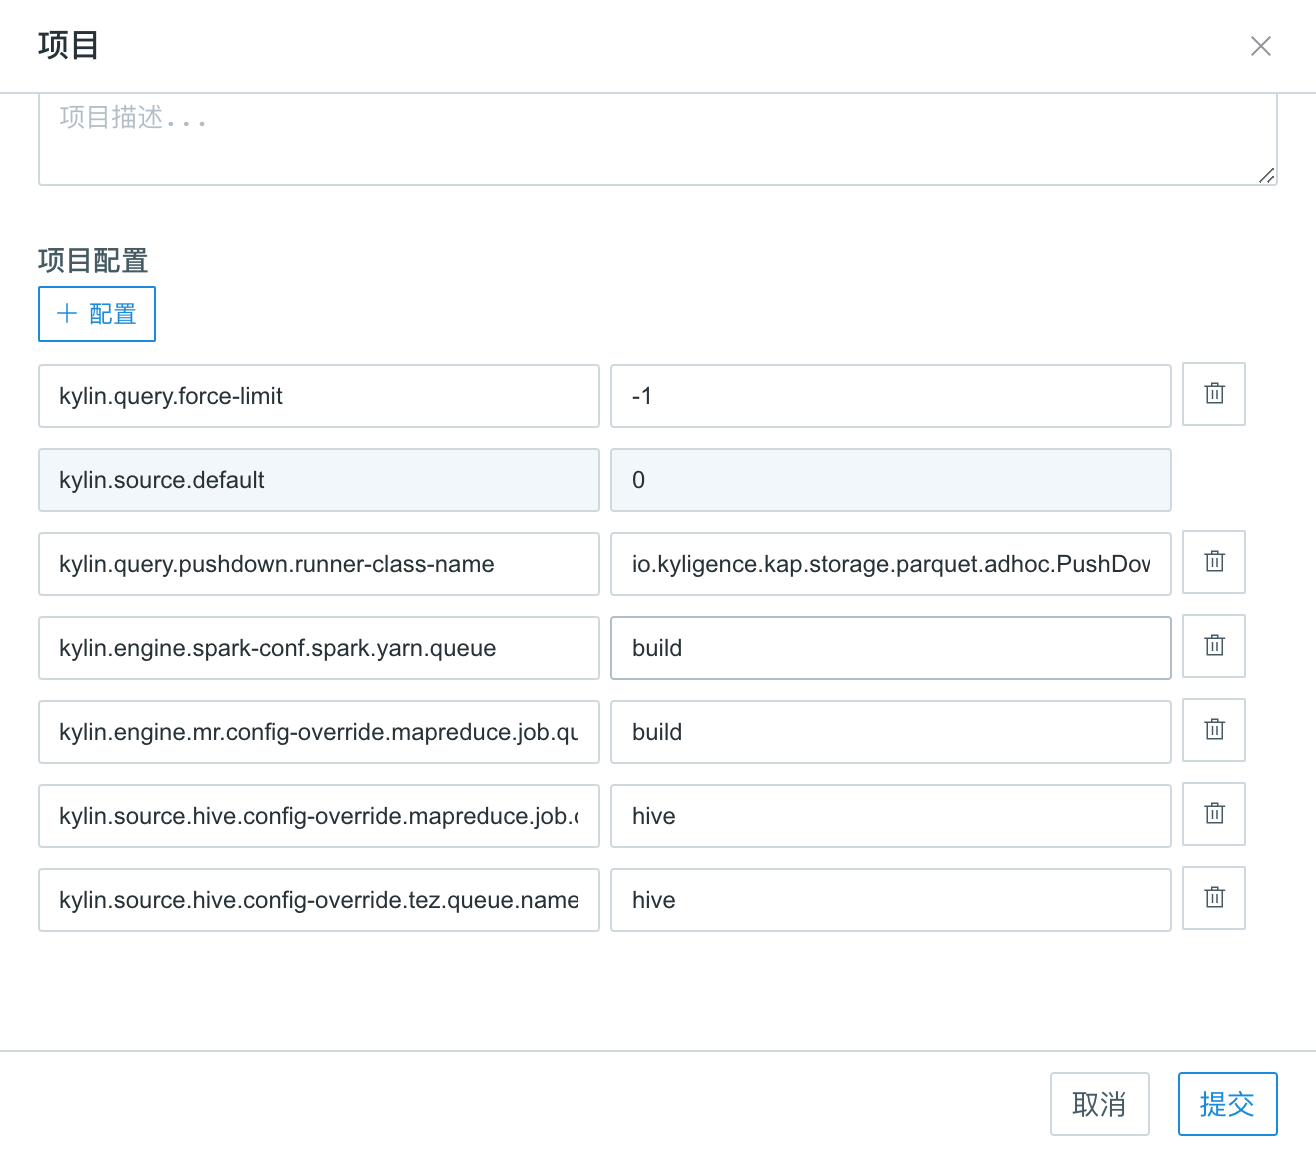 项目
项目描述...
项目配置
+ 配置
kylin.query.force-limit -1
kylin.source.default 0
kylin.query.pushdown.runner-class-name io.kyligence.kap.storage.parquet.adhoc.PushDov
kylin.engine.spark-conf.spark.yarn.queue build
kylin.engine.mr.config-override.mapreduce.job.qu build
kylin.source.hive.config-override.mapreduce.job. hive
kylin.source.hive.config-override.tez.queue.name hive
取消 提交